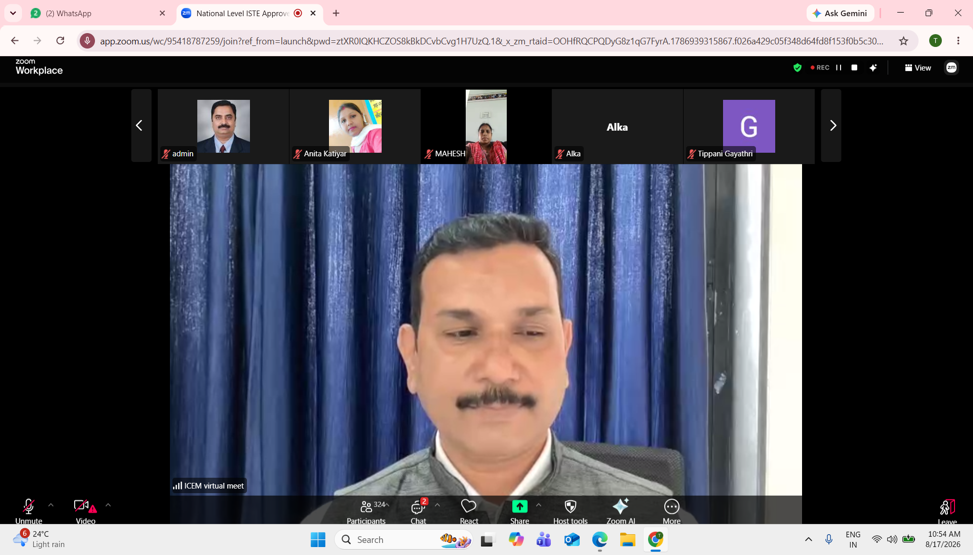 (2) WhatsApp
zm National Level ISTE Approv
Ask Gemini
app.zoom.us/wc/95418787259/join?ref_from=launch&pwd=ztXR0IQKHCZOS8kBkDCvbCvg1H7UzQ.1&_x_zm_rtaid=OOHfRQCPQDyG8z1qG7FyrA.1786939315867.f026a429c05f348d64fd8f153f0b5c30...
T
zoom
Workplace
REC
View
zm
admin
Anita Katiyar
MAHESH
Alka
Alka
G
Tippani Gayathri
ICEM virtual meet
Unmute
Video
324
Participants
2
Chat
React
Share
Host tools
Zoom AI
More
Leave
6
24°C
Light rain
Search
ENG
IN
10:54 AM
8/17/2026